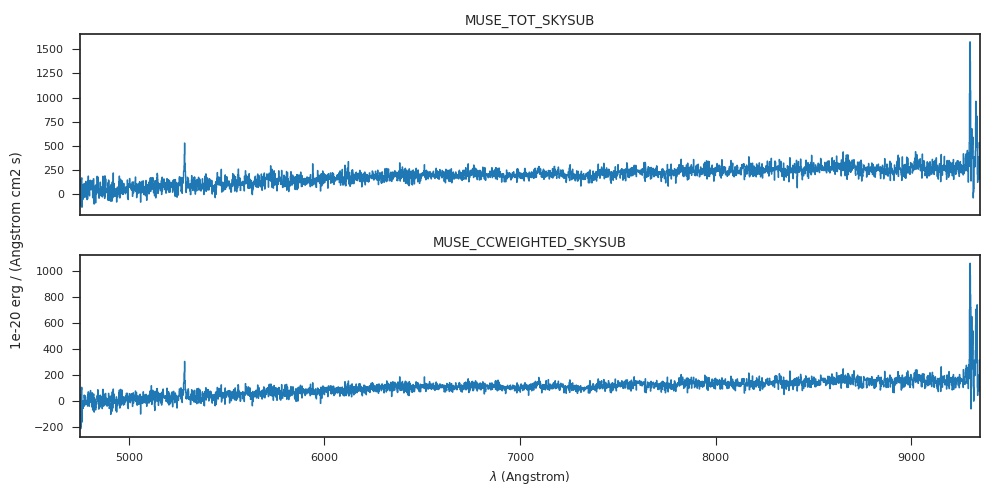 MUSE_TOT_SKYSUB
1500
1250
1000
750
500
250
0
1e-20 erg / (Angstrom cm2 s)
MUSE_CCWEIGHTED_SKYSUB
1000
800
600
400
200
0
−200
5000 6000 7000 8000 9000
λ (Angstrom)